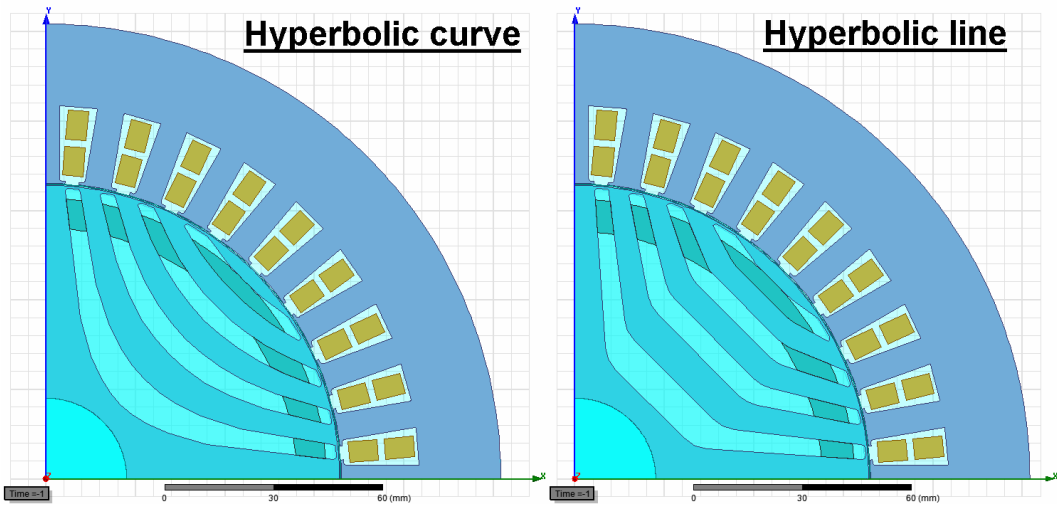 Hyperbolic curve
Hyperbolic line
Y
Y
X
X
Z
Z
Time =-1
0
30
60 (mm)
Time =-1
0
30
60 (mm)